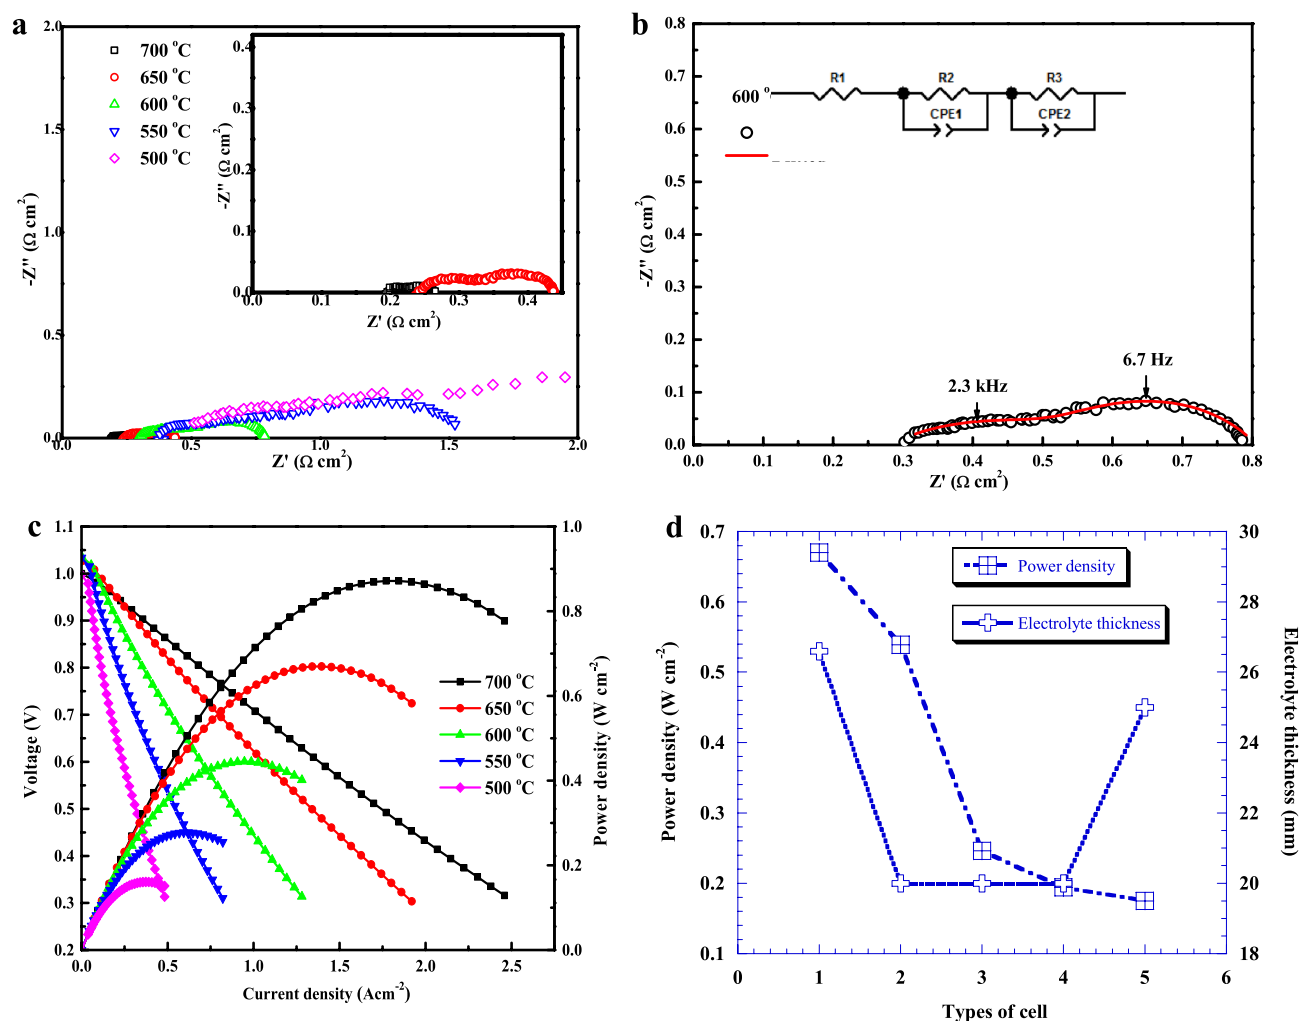 a
2.0
1.5
1.0
0.5
0
-Z'' (Ω cm²)
0.0
0.5
1.0
1.5
2.0
Z' (Ω cm²)
700 °C
650 °C
600 °C
550 °C
500 °C
0.4
0.3
0.2
0.1
0.0
-Z'' (Ω cm²)
0.0
0.1
0.2
0.3
0.4
Z' (Ω cm²)
b
0.8
0.7
0.6
0.5
0.4
0.3
0.2
0.1
0.0
-Z'' (Ω cm²)
0.0
0.1
0.2
0.3
0.4
0.5
0.6
0.7
0.8
Z' (Ω cm²)
600 °
R1
R2
R3
CPE1
CPE2
2.3 kHz
6.7 Hz
c
1.1
1.0
0.9
0.8
0.7
0.6
0.5
0.4
0.3
0.2
Voltage (V)
0.0
0.5
1.0
1.5
2.0
2.5
Current density (Acm⁻²)
1.0
0.8
0.6
0.4
0.2
0.0
Power density (W cm⁻²)
700 °C
650 °C
600 °C
550 °C
500 °C
d
0.7
0.6
0.5
0.4
0.3
0.2
0.1
Power density (W cm⁻²)
0
1
2
3
4
5
6
Types of cell
30
28
26
24
22
20
18
Electrolyte thickness (mm)
Power density
Electrolyte thickness